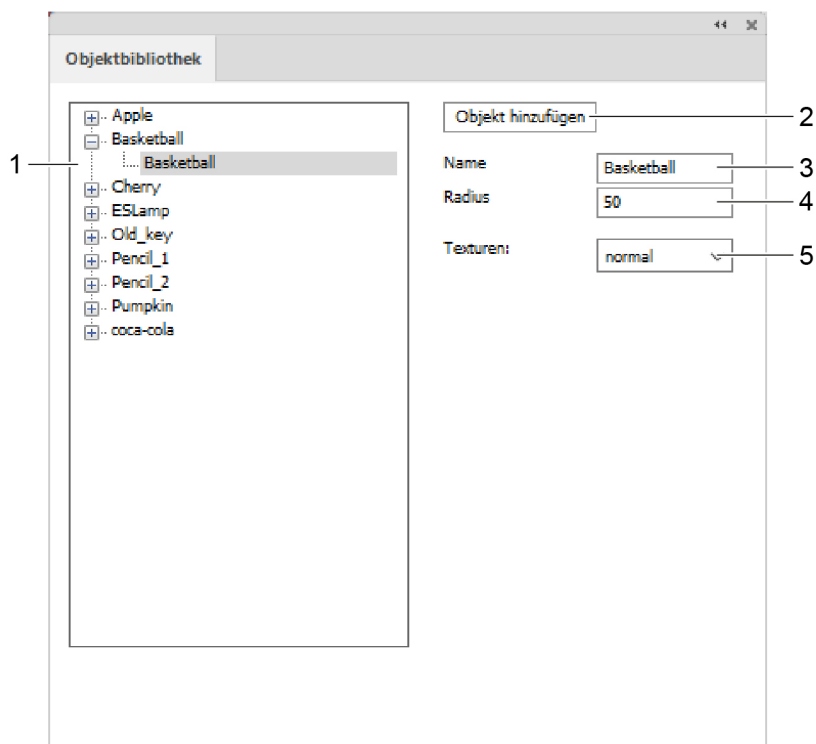 Objektbibliothek
Apple
Basketball
Basketball
Cherry
ESLamp
Old_key
Pencil_1
Pencil_2
Pumpkin
coca-cola
1
Objekt hinzufügen 2
Name Basketball 3
Radius 50 4
Texturen: normal 5